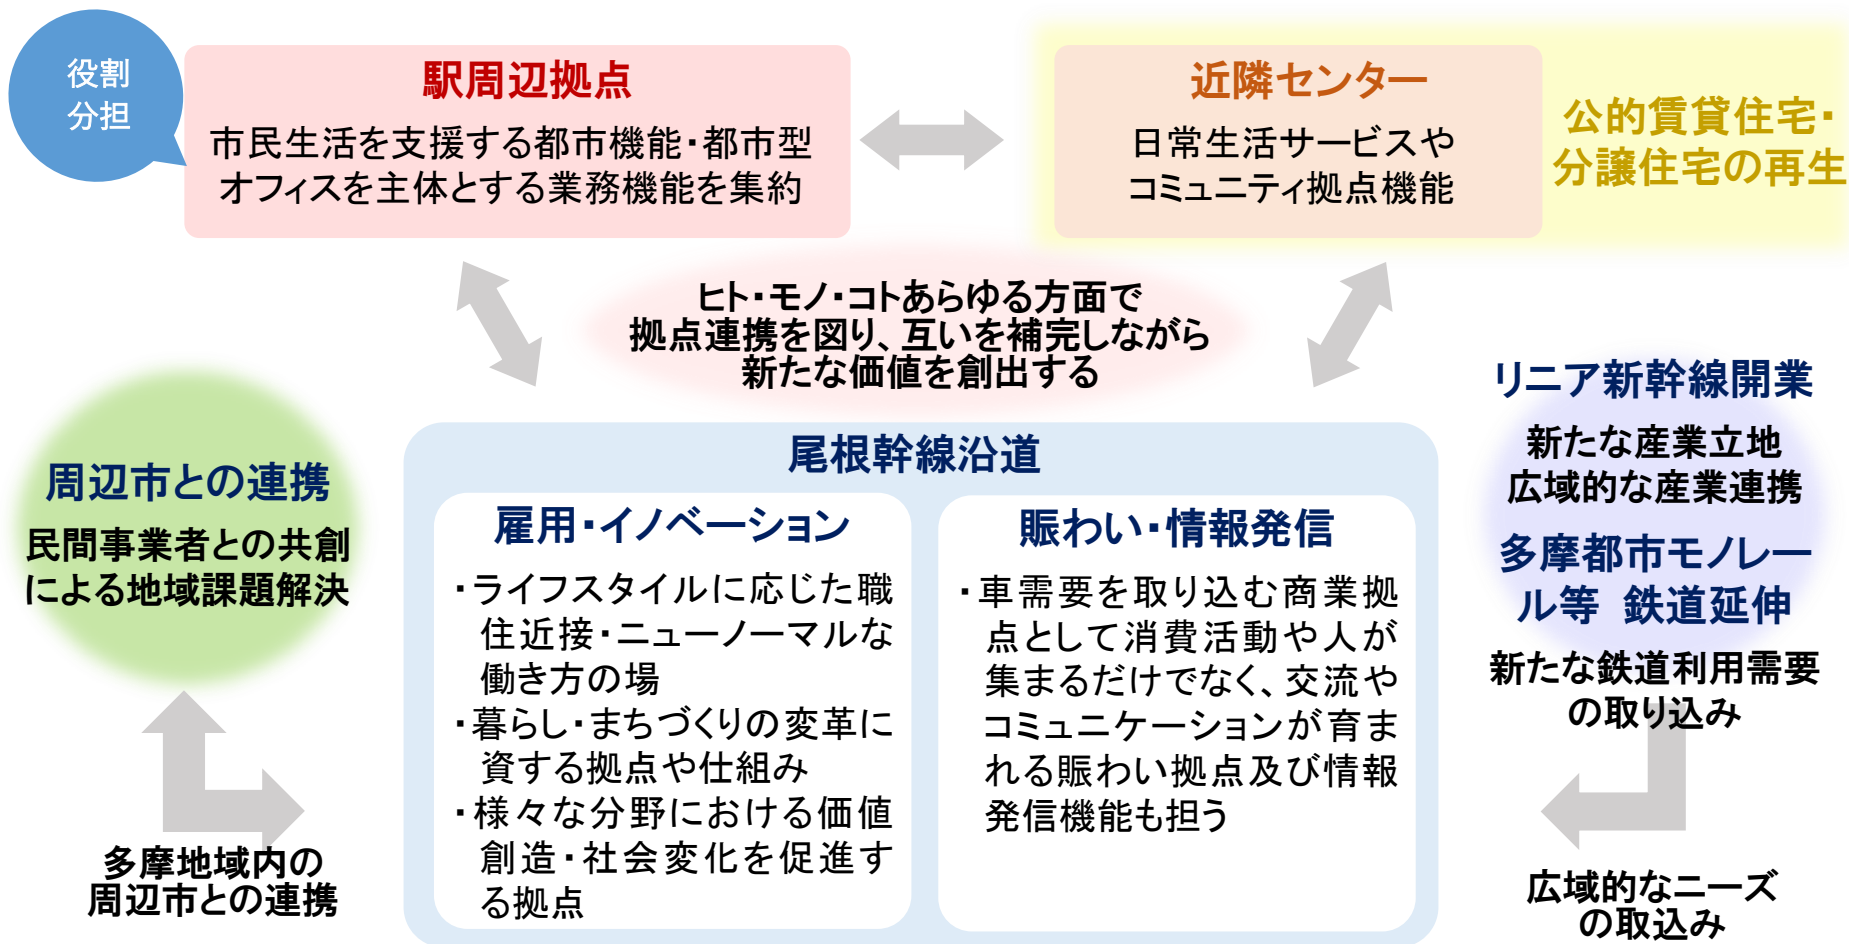 役割
分担
駅周辺拠点
市民生活を支援する都市機能・都市型
オフィスを主体とする業務機能を集約
近隣センター
日常生活サービスや
コミュニティ拠点機能
公的賃貸住宅・
分譲住宅の再生
ヒト・モノ・コトあらゆる方面で
拠点連携を図り、互いを補完しながら
新たな価値を創出する
周辺市との連携
民間事業者との共創
による地域課題解決
多摩地域内の
周辺市との連携
尾根幹線沿道
雇用・イノベーション
・ライフスタイルに応じた職
住近接・ニューノーマルな
働き方の場
・暮らし・まちづくりの変革に
資する拠点や仕組み
・様々な分野における価値
創造・社会変化を促進す
る拠点
賑わい・情報発信
・車需要を取り込む商業拠
点として消費活動や人が
集まるだけでなく、交流や
コミュニケーションが育ま
れる賑わい拠点及び情報
発信機能も担う
リニア新幹線開業
新たな産業立地
広域的な産業連携
多摩都市モノレー
ル等 鉄道延伸
新たな鉄道利用需要
の取り込み
広域的なニーズ
の取込み